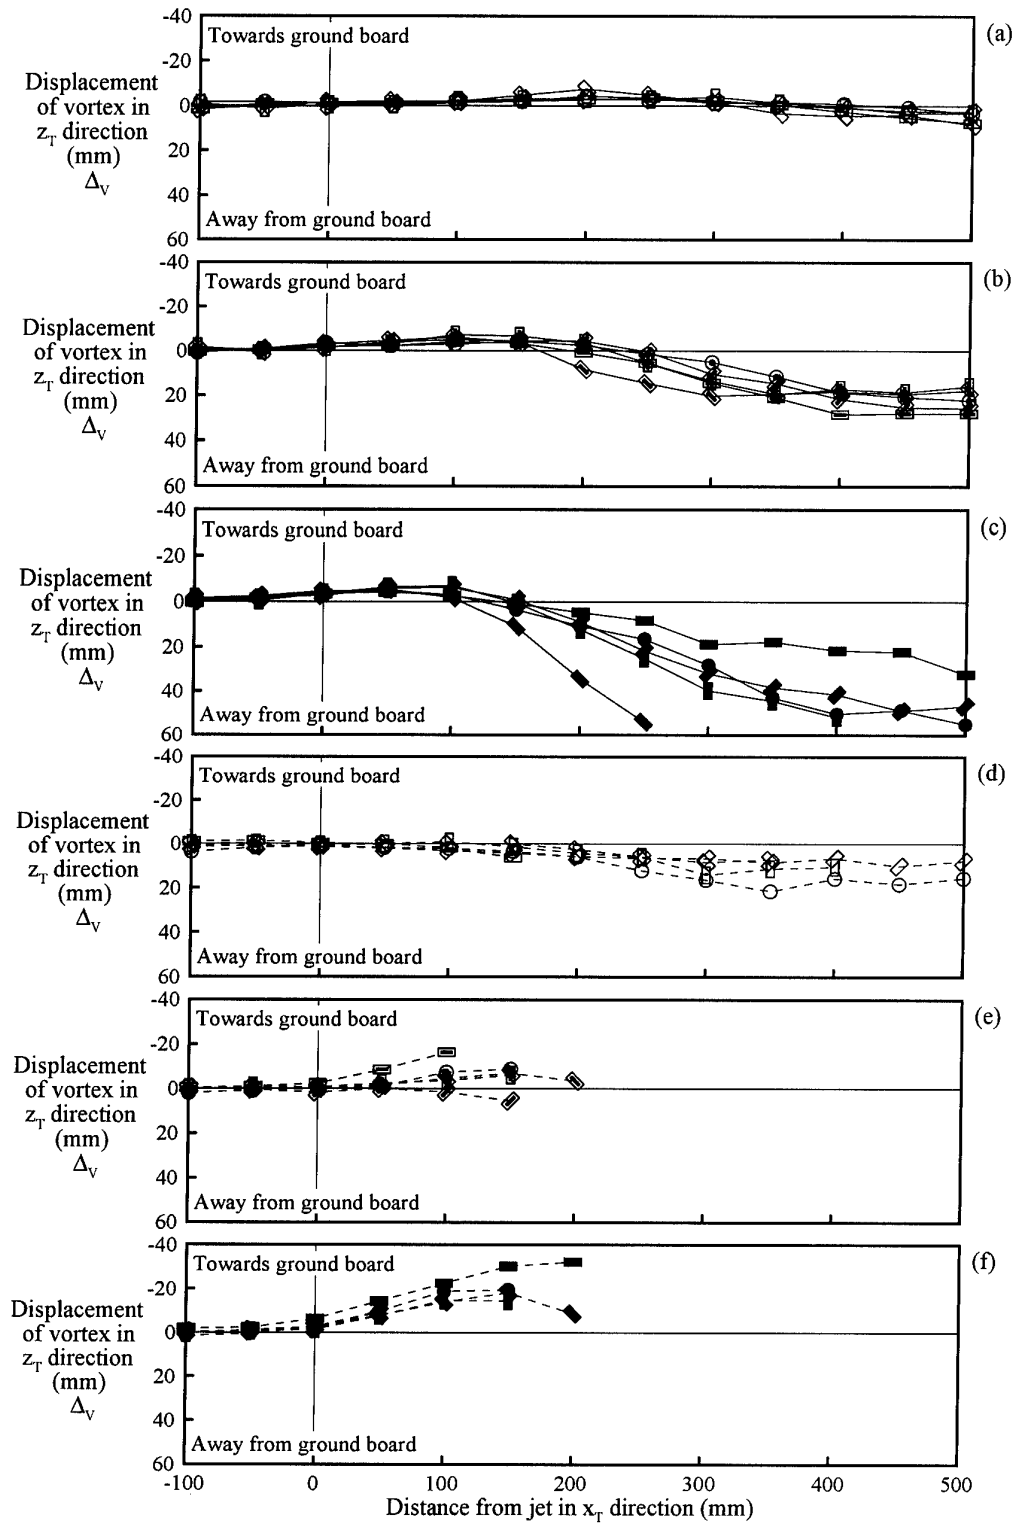 -40
Towards ground board
(a)
-20
Displacement
of vortex in
z_T direction
(mm)
Δ_V
0
20
40
Away from ground board
60
-40
Towards ground board
(b)
-20
Displacement
of vortex in
z_T direction
(mm)
Δ_V
0
20
40
Away from ground board
60
-40
Towards ground board
(c)
-20
Displacement
of vortex in
z_T direction
(mm)
Δ_V
0
20
40
Away from ground board
60
-40
Towards ground board
(d)
-20
Displacement
of vortex in
z_T direction
(mm)
Δ_V
0
20
40
Away from ground board
60
-40
Towards ground board
(e)
-20
Displacement
of vortex in
z_T direction
(mm)
Δ_V
0
20
40
Away from ground board
60
-40
Towards ground board
(f)
-20
Displacement
of vortex in
z_T direction
(mm)
Δ_V
0
20
40
Away from ground board
60
-100 0 100 200 300 400 500
Distance from jet in x_T direction (mm)